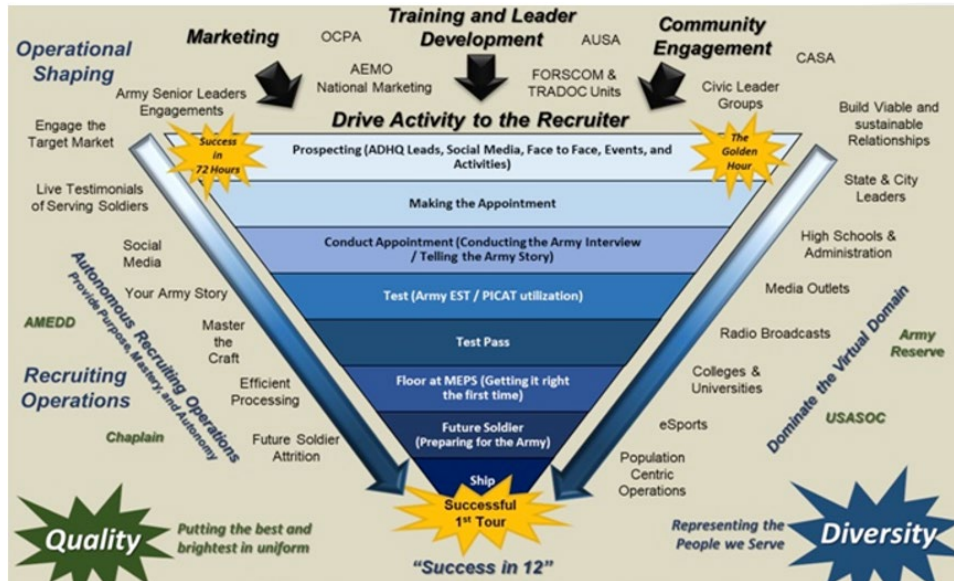 Operational
Shaping
Marketing
OCPA
Training and Leader
Development
AUSA
Community
Engagement
CASA
AEMO
National Marketing
FORSCOM &
TRADOC Units
Army Senior Leaders
Engagements
Civic Leader
Groups
Drive Activity to the Recruiter
Engage the
Target Market
Build Viable and
sustainable
Relationships
Success
in
72 Hours
The
Golden
Hour
Prospecting (ADHQ Leads, Social Media, Face to Face, Events, and
Activities)
Making the Appointment
Conduct Appointment (Conducting the Army Interview
/ Telling the Army Story)
Test (Army EST / PICAT utilization)
Test Pass
Floor at MEPS (Getting it right
the first time)
Future Soldier
(Preparing for the Army)
Ship
Successful
1st Tour
"Success in 12"
Live Testimonials
of Serving Soldiers
Social
Media
Your Army Story
Master
the
Craft
Efficient
Processing
Future Soldier
Attrition
Autonomous Recruiting Operations
Provide Purpose, Mastery, and Autonomy
AMEDD
Recruiting
Operations
Chaplain
State & City
Leaders
High Schools &
Administration
Media Outlets
Radio Broadcasts
Colleges &
Universities
eSports
Population
Centric
Operations
Dominate the Virtual Domain
Army
Reserve
USASOC
Quality
Putting the best and
brightest in uniform
Representing the
People we Serve
Diversity